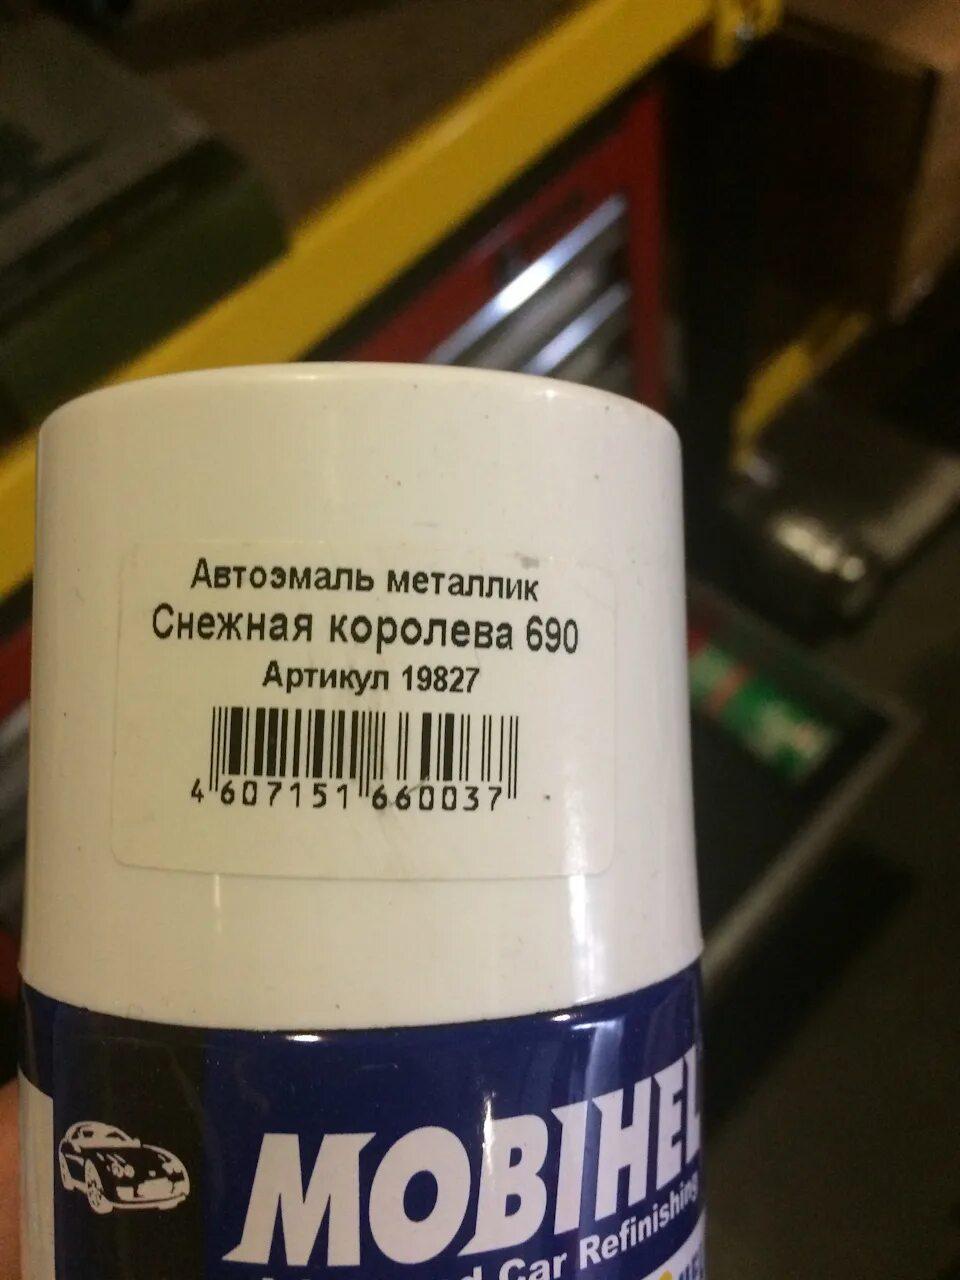 Автоэмаль металлик
Снежная королева 690
Артикул 19827
4 607151 660037
MOBIHEL
Car Refinishing